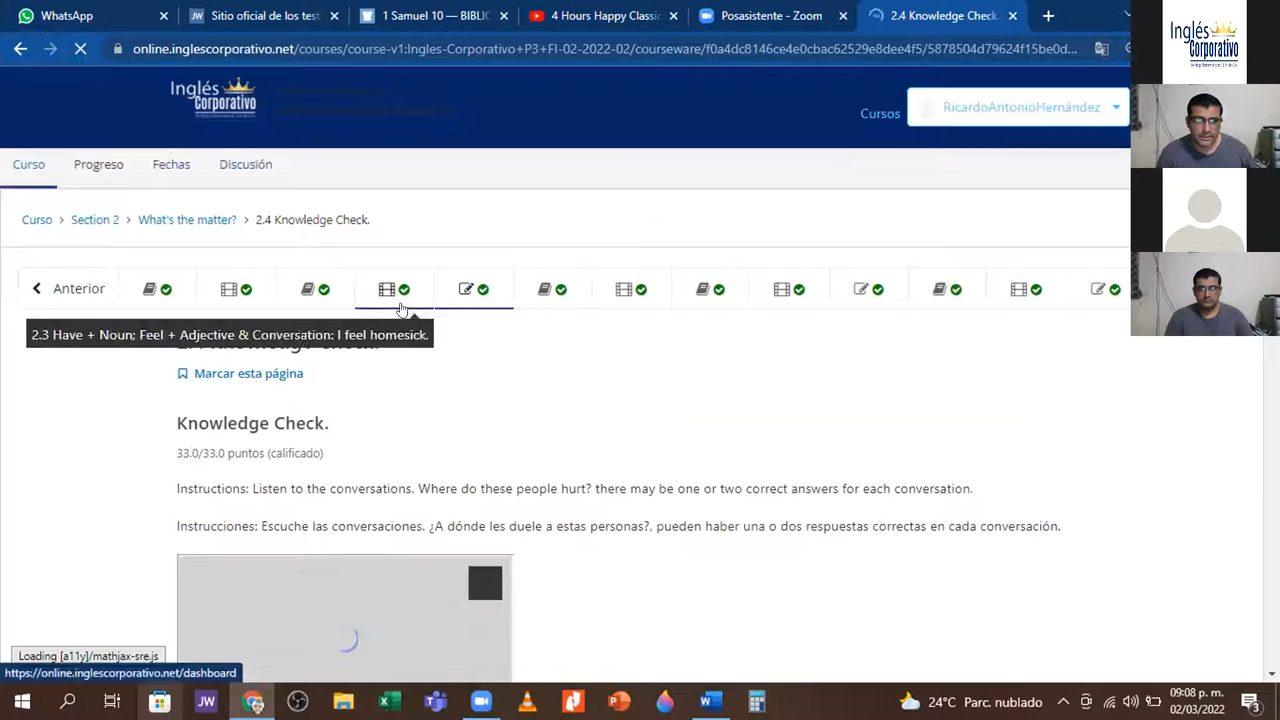 WhatsApp
Sitio oficial de los test
1 Samuel 10 — BIBLIC
4 Hours Happy Classic
Posasistente - Zoom
2.4 Knowledge Check.
online.inglescorporativo.net/courses/course-v1:Ingles-Corporativo+P3+FI-02-2022-02/courseware/f0a4dc8146ce4e0cbac62529e8dee4f5/5878504d79624f15be0d...
Inglés
Corporativo
Inglés
Corporativo
Cursos
RicardoAntonioHernández
Curso
Progreso
Fechas
Discusión
Curso > Section 2 > What's the matter? > 2.4 Knowledge Check.
Anterior
2.3 Have + Noun; Feel + Adjective & Conversation: I feel homesick.
Marcar esta página
Knowledge Check.
33.0/33.0 puntos (calificado)
Instructions: Listen to the conversations. Where do these people hurt? there may be one or two correct answers for each conversation.
Instrucciones: Escuche las conversaciones. ¿A dónde les duele a estas personas?, pueden haber una o dos respuestas correctas en cada conversación.
Loading [a11y]/mathjax-sre.js
https://online.inglescorporativo.net/dashboard
JW
24°C Parc. nublado
09:08 p. m.
02/03/2022
3